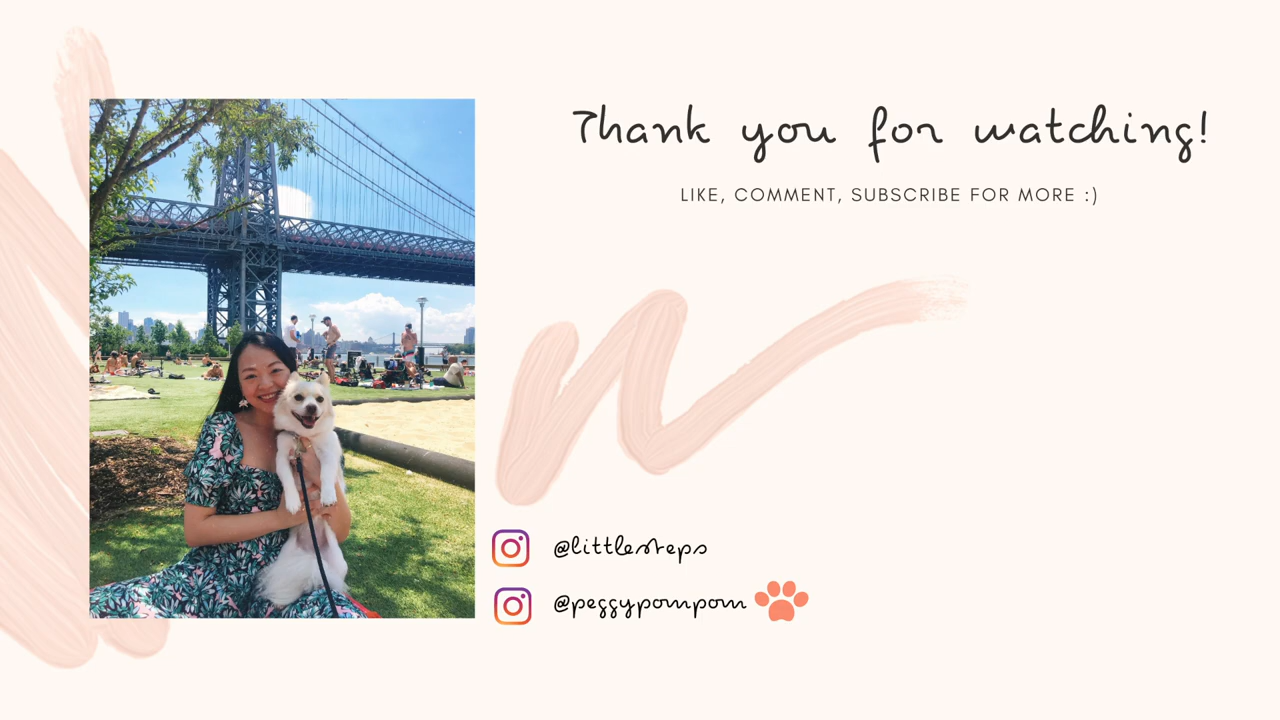 Thank you for watching!
LIKE, COMMENT, SUBSCRIBE FOR MORE :)
@littlesteps
@peggypompom